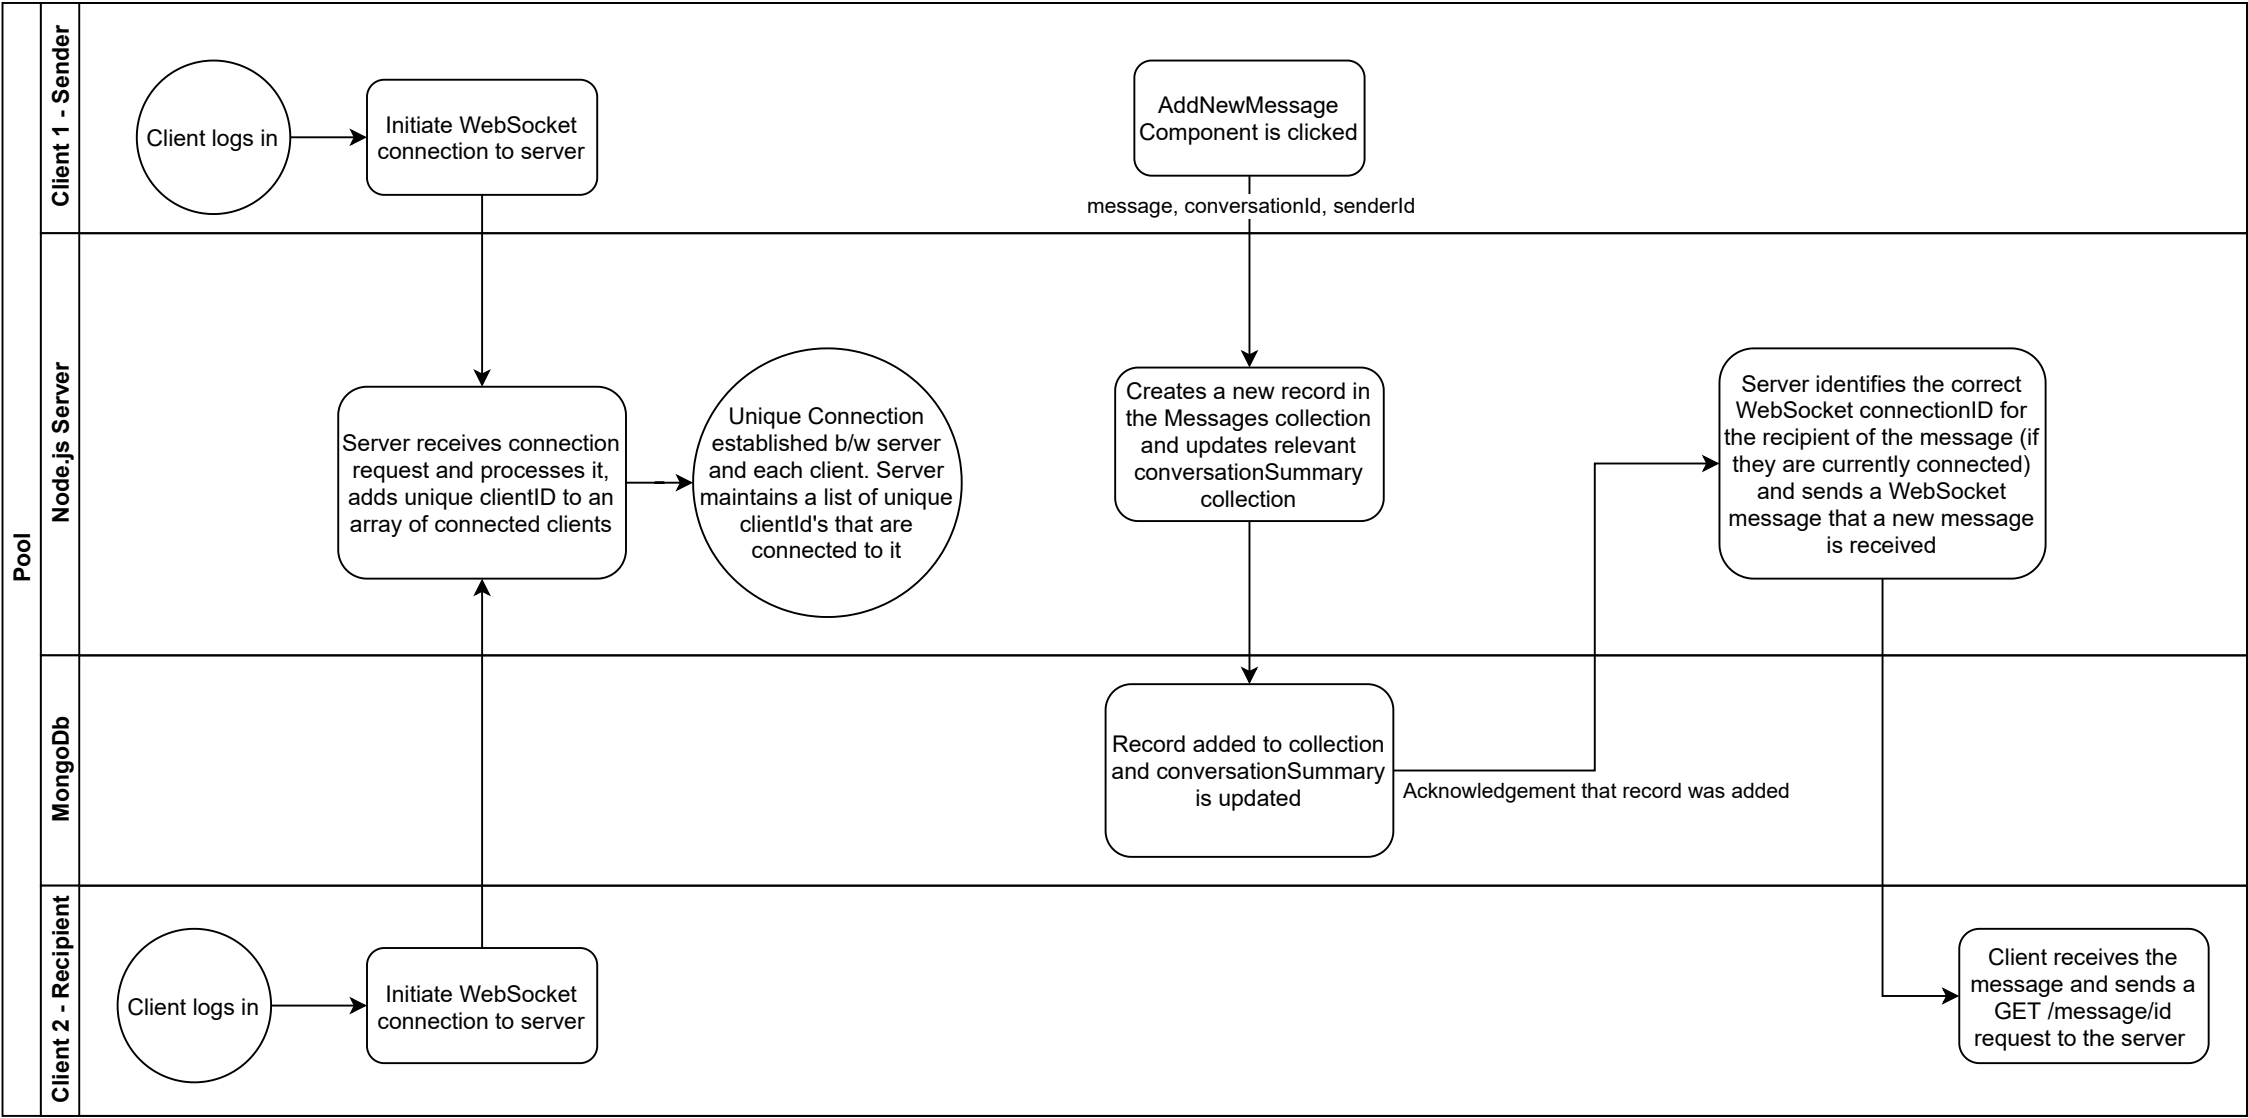 Pool
Client 1 - Sender
Client logs in
Initiate WebSocket
connection to server
AddNewMessage
Component is clicked
message, conversationId, senderId
Node.js Server
Server receives connection
request and processes it,
adds unique clientID to an
array of connected clients
Unique Connection
established b/w server
and each client. Server
maintains a list of unique
clientId's that are
connected to it
Creates a new record in
the Messages collection
and updates relevant
conversationSummary
collection
Server identifies the correct
WebSocket connectionID for
the recipient of the message (if
they are currently connected)
and sends a WebSocket
message that a new message
is received
MongoDb
Record added to collection
and conversationSummary
is updated
Acknowledgement that record was added
Client 2 - Recipient
Client logs in
Initiate WebSocket
connection to server
Client receives the
message and sends a
GET /message/id
request to the server